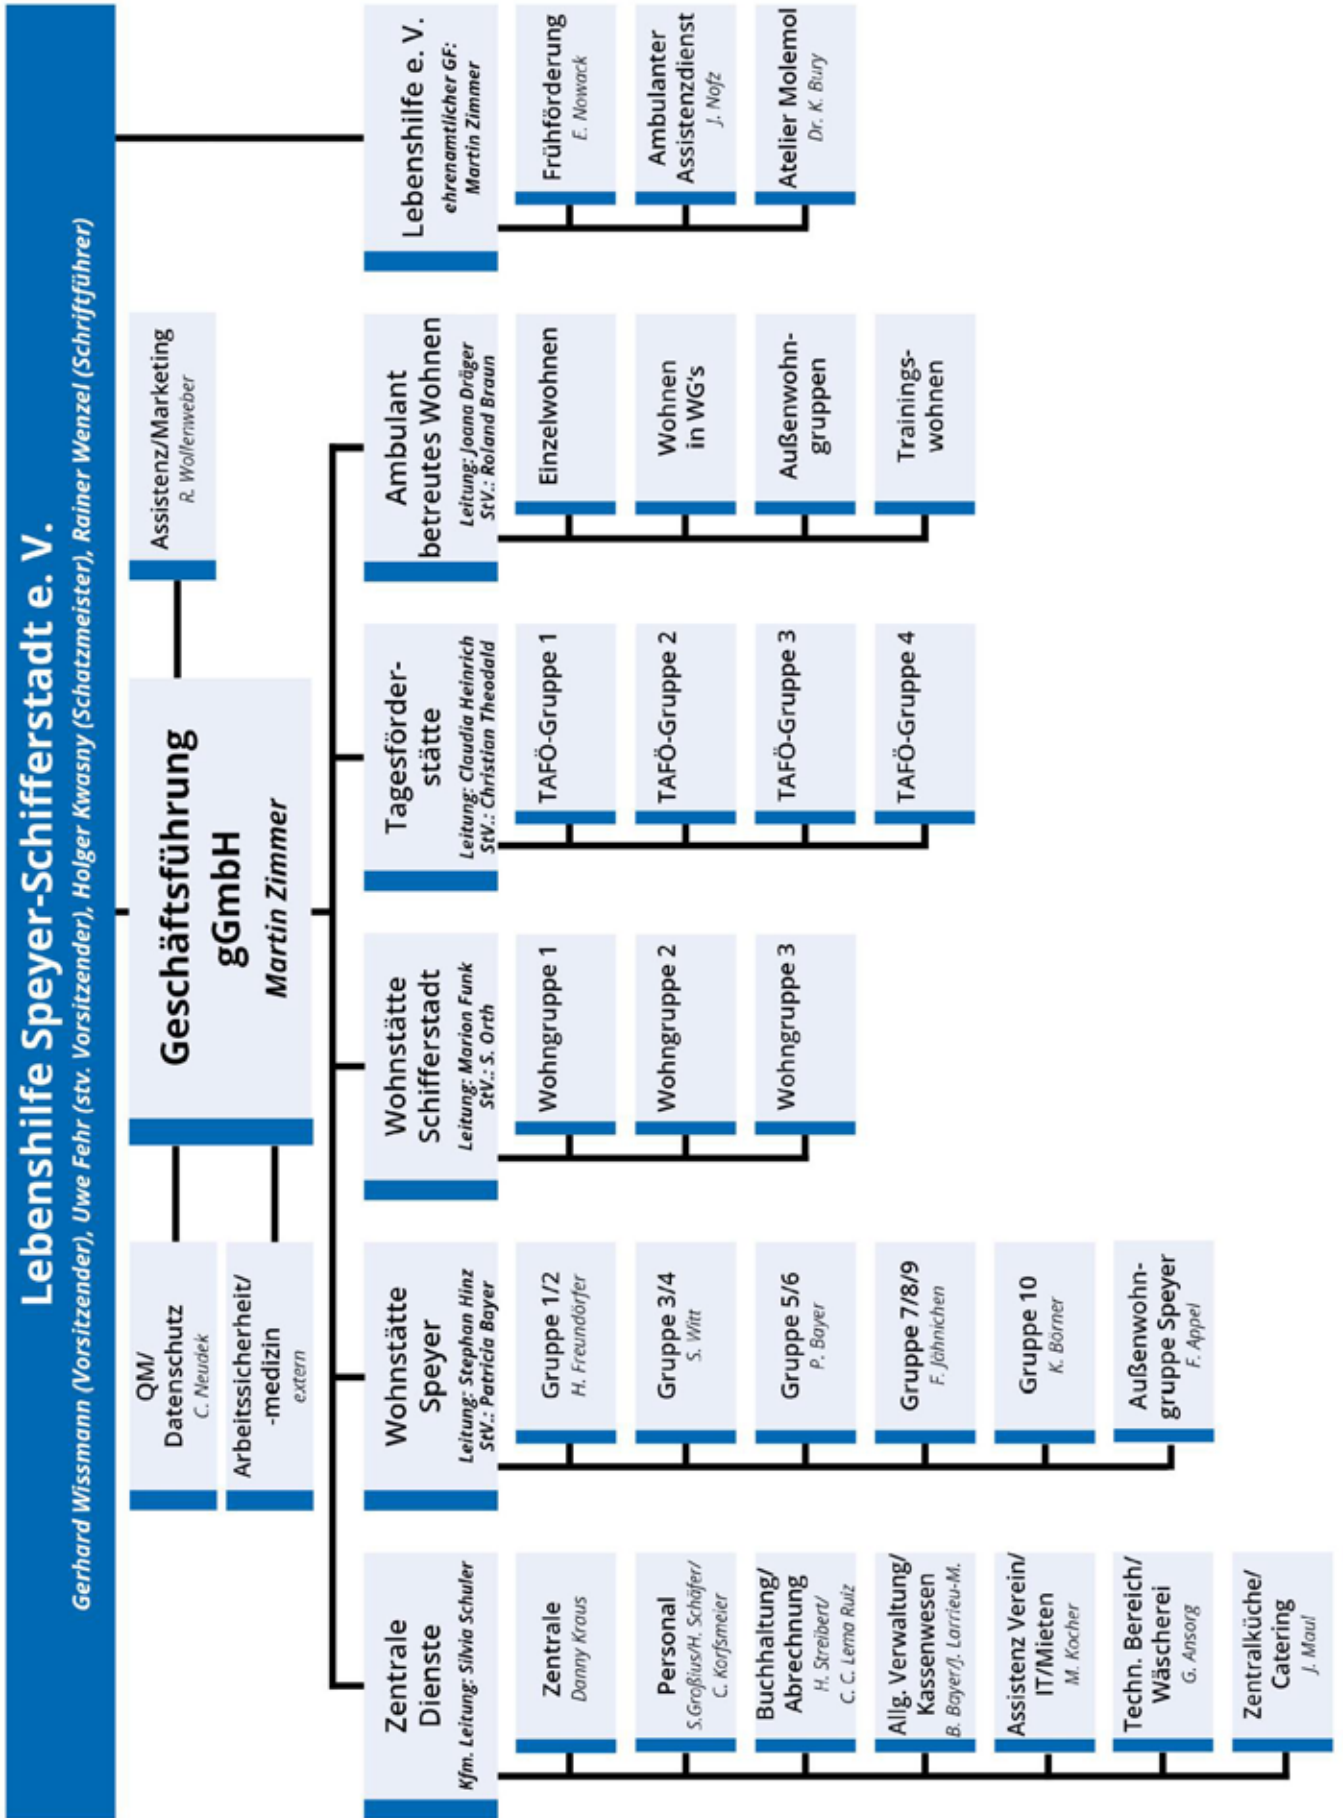 Lebenshilfe Speyer-Schifferstadt e. V.
Gerhard Wissmann (Vorsitzender), Uwe Fehr (stv. Vorsitzender), Holger Kwasny (Schatzmeister), Rainer Wenzel (Schriftführer)
QM/
Datenschutz
C. Neudek
Arbeitssicherheit/
-medizin
extern
Geschäftsführung
gGmbH
Martin Zimmer
Assistenz/Marketing
R. Wollenweber
Zentrale
Dienste
Kfm. Leitung: Silvia Schuler
Zentrale
Danny Kraus
Personal
S.Großius/H. Schäfer/
C. Korfsmeier
Buchhaltung/
Abrechnung
H. Streibert/
C. C. Lema Ruiz
Allg. Verwaltung/
Kassenwesen
B. Bayer/J. Larrieu-M.
Assistenz Verein/
IT/Mieten
M. Kocher
Techn. Bereich/
Wäscherei
G. Ansorg
Zentralküche/
Catering
J. Maul
Wohnstätte
Speyer
Leitung: Stephan Hinz
StV.: Patricia Bayer
Gruppe 1/2
H. Freundörfer
Gruppe 3/4
S. Witt
Gruppe 5/6
P. Bayer
Gruppe 7/8/9
F. Jähnichen
Gruppe 10
K. Börner
Außenwohn-
gruppe Speyer
F. Appel
Wohnstätte
Schifferstadt
Leitung: Marion Funk
StV.: S. Orth
Wohngruppe 1
Wohngruppe 2
Wohngruppe 3
Tagesförder-
stätte
Leitung: Claudia Heinrich
StV.: Christian Theodald
TAFÖ-Gruppe 1
TAFÖ-Gruppe 2
TAFÖ-Gruppe 3
TAFÖ-Gruppe 4
Ambulant
betreutes Wohnen
Leitung: Joana Dräger
StV.: Roland Braun
Einzelwohnen
Wohnen
in WG's
Außenwohn-
gruppen
Trainings-
wohnen
Lebenshilfe e. V.
ehrenamtlicher GF:
Martin Zimmer
Frühförderung
E. Nowack
Ambulanter
Assistenzdienst
J. Nofz
Atelier Molemol
Dr. K. Bury